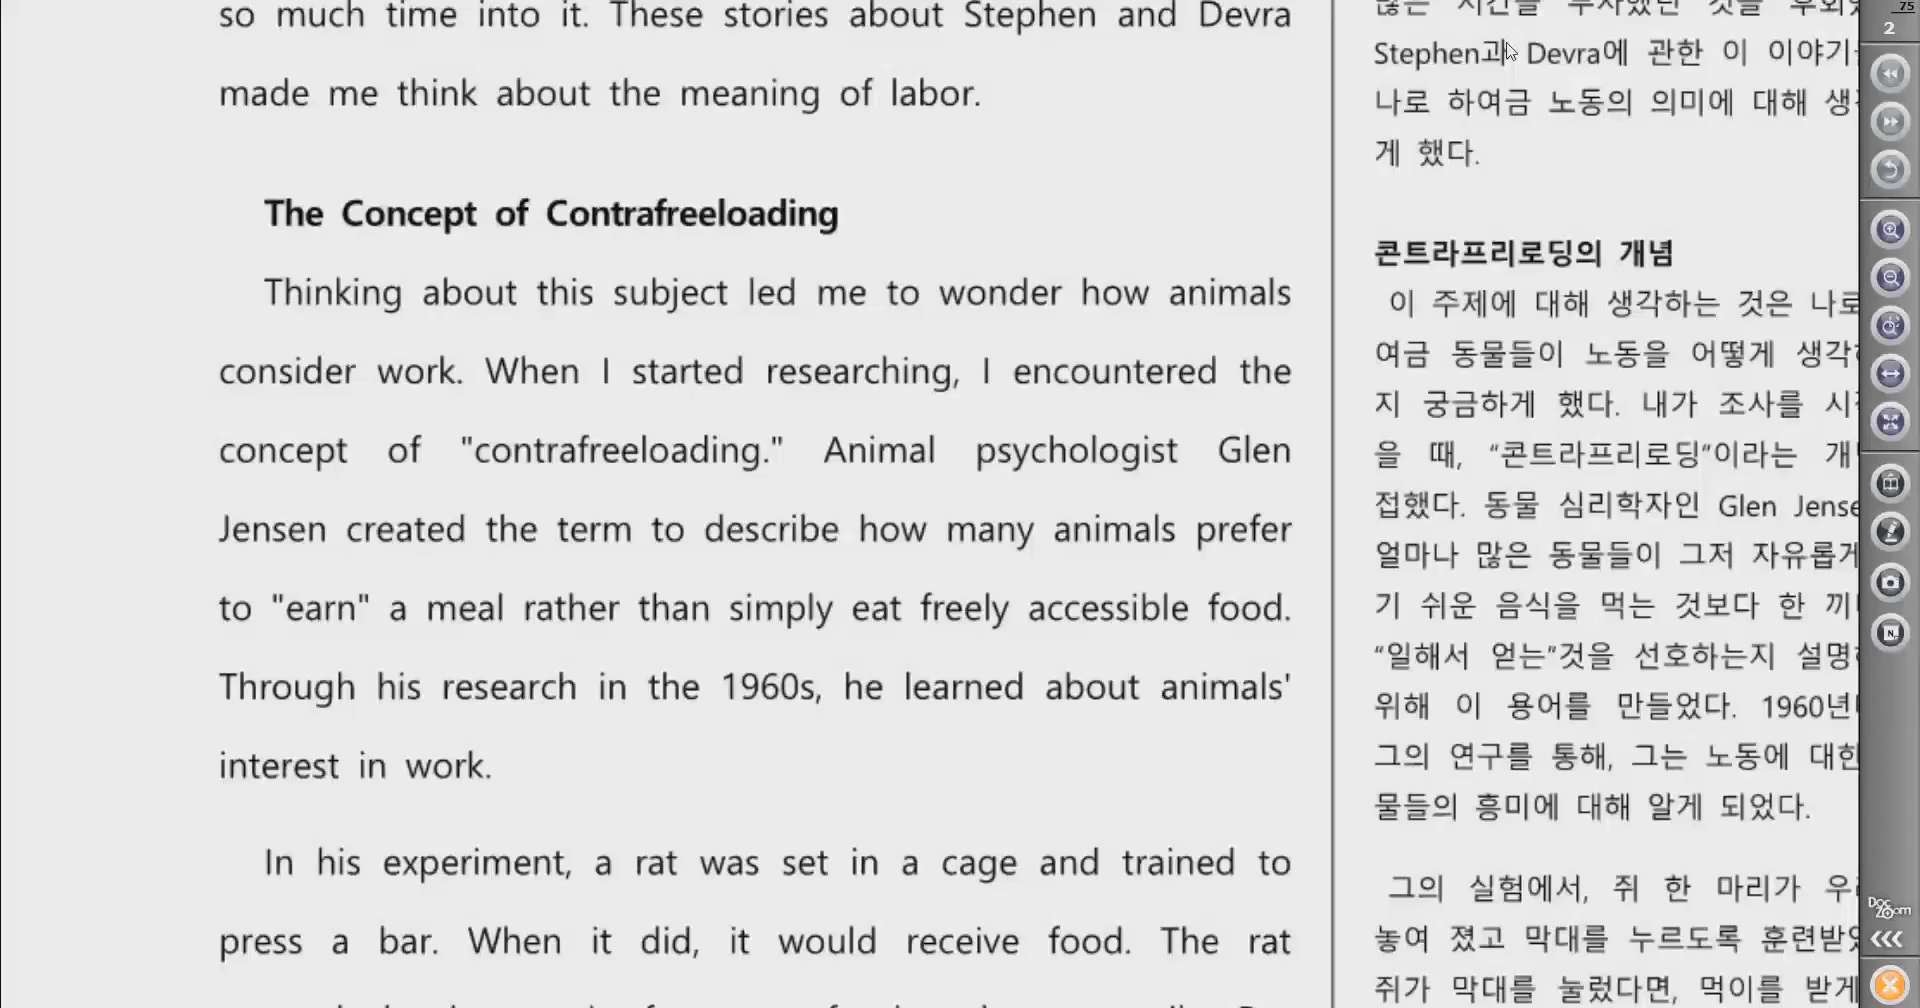 so much time into it. These stories about Stephen and Devra
made me think about the meaning of labor.
The Concept of Contrafreeloading
Thinking about this subject led me to wonder how animals
consider work. When I started researching, I encountered the
concept of "contrafreeloading." Animal psychologist Glen
Jensen created the term to describe how many animals prefer
to "earn" a meal rather than simply eat freely accessible food.
Through his research in the 1960s, he learned about animals'
interest in work.
In his experiment, a rat was set in a cage and trained to
press a bar. When it did, it would receive food. The rat
Stephen과 Devra에 관한 이 이야기
나로 하여금 노동의 의미에 대해
게 했다.
콘트라프리로딩의 개념
이 주제에 대해 생각하는 것은 나로
여금 동물들이 노동을 어떻게 생각
지 궁금하게 했다. 내가 조사를
을 때, “콘트라프리로딩”이라는
접했다. 동물 심리학자인 Glen
얼마나 많은 동물들이 그저 자유롭게
기 쉬운 음식을 먹는 것보다 한
“일해서 얻는”것을 선호하는지 설명
위해 이 용어를 만들었다. 1960년
그의 연구를 통해, 그는 노동에 대한
물들의 흥미에 대해 알게 되었다.
그의 실험에서, 쥐 한 마리가
놓여 졌고 막대를 누르도록
쥐가 막대를 눌렀다면, 먹이를 받게
75
2
Doc
Zoom